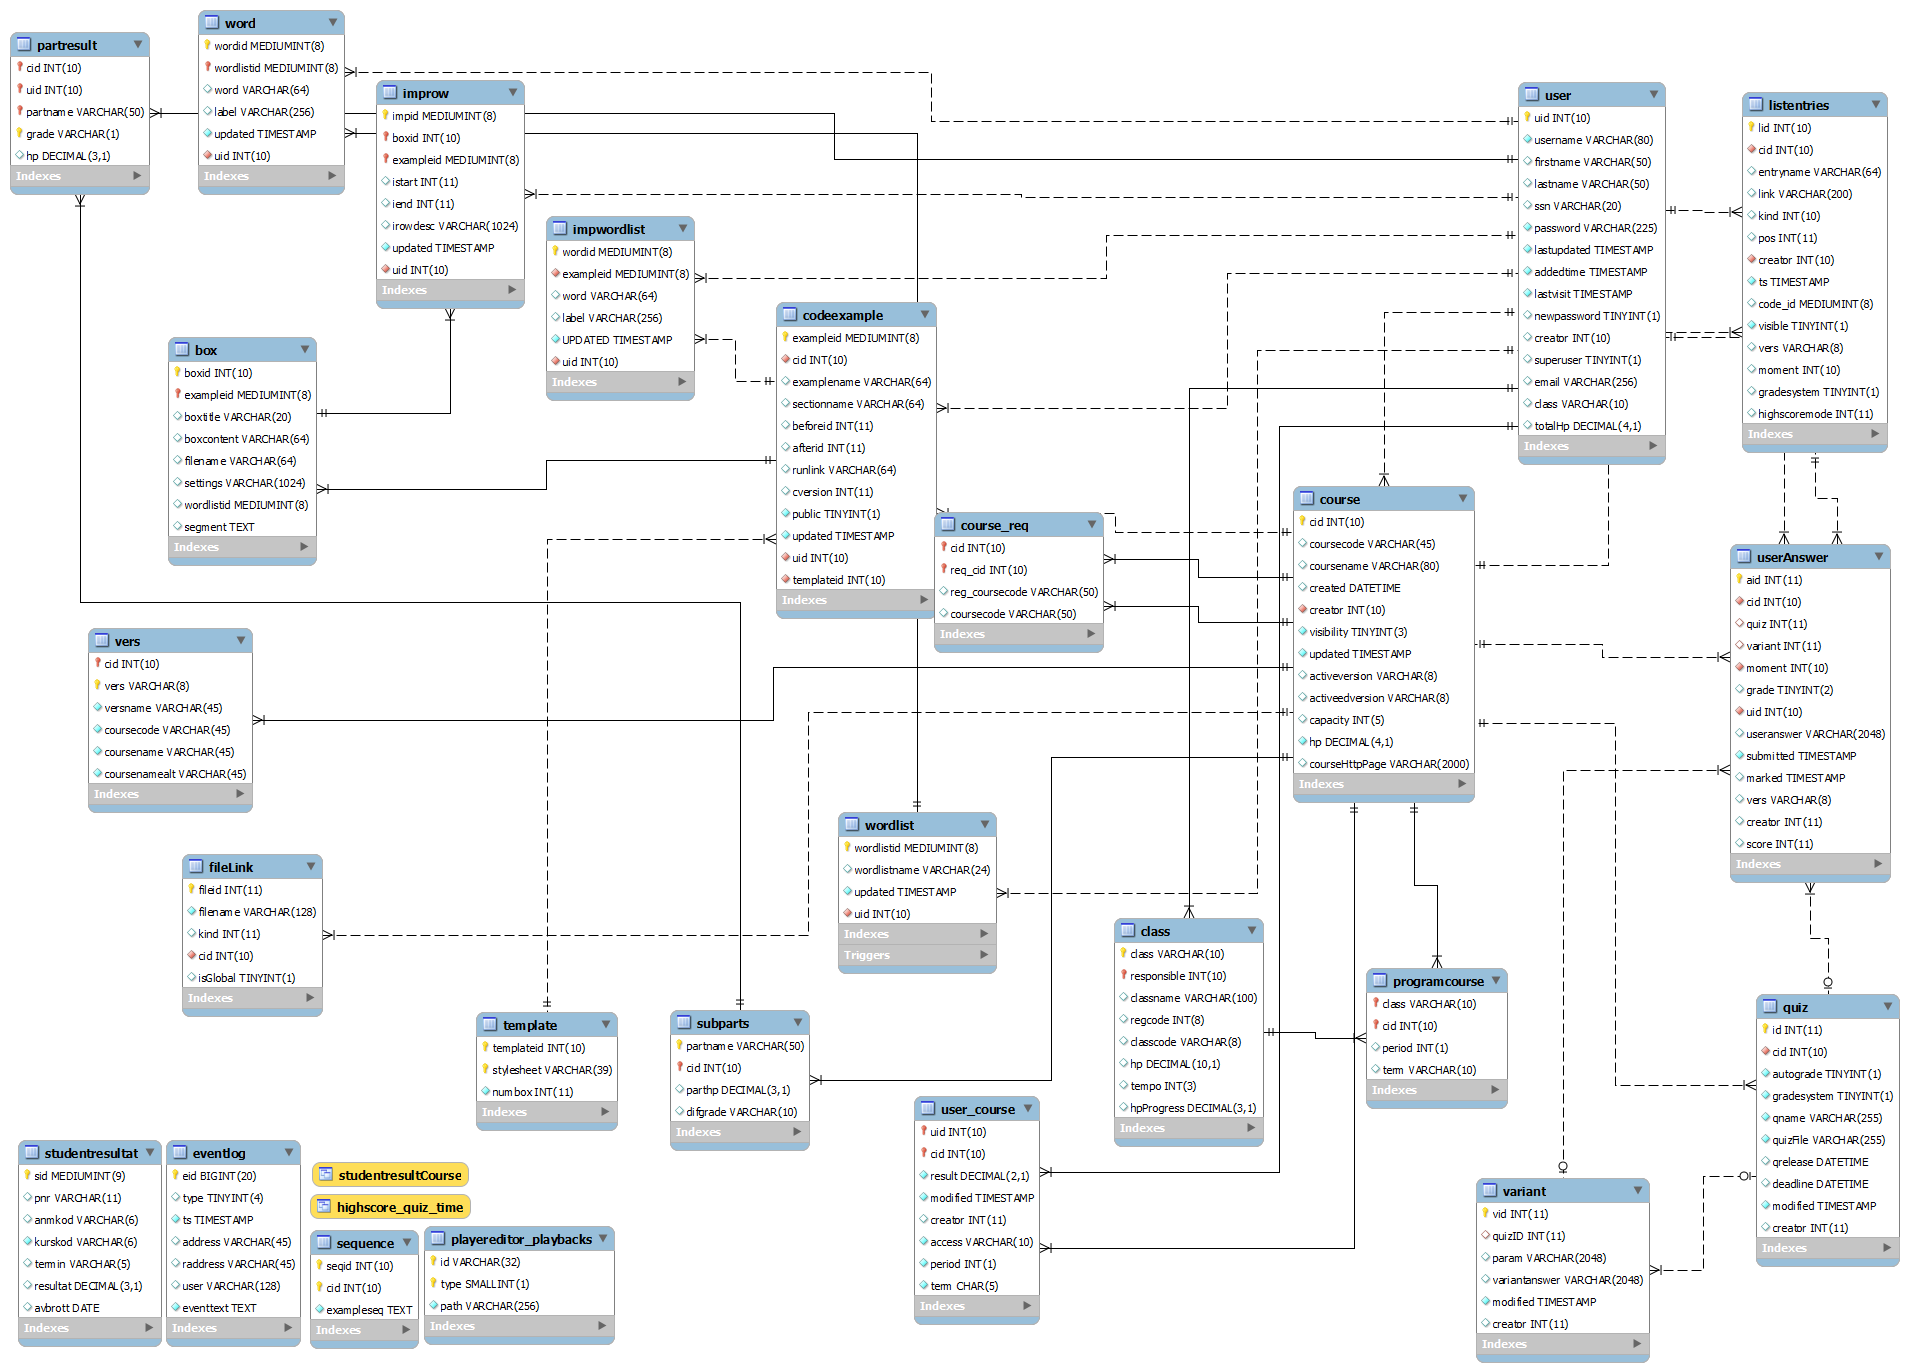 partresult
cid INT(10)
uid INT(10)
partname VARCHAR(50)
grade VARCHAR(1)
hp DECIMAL(3,1)
Indexes
word
wordid MEDIUMINT(8)
wordlistid MEDIUMINT(8)
word VARCHAR(64)
label VARCHAR(256)
updated TIMESTAMP
uid INT(10)
Indexes
improw
impid MEDIUMINT(8)
boxid INT(10)
exampleid MEDIUMINT(8)
istart INT(11)
iend INT(11)
irowdesc VARCHAR(1024)
updated TIMESTAMP
uid INT(10)
Indexes
impwordlist
wordid MEDIUMINT(8)
exampleid MEDIUMINT(8)
word VARCHAR(64)
label VARCHAR(256)
UPDATED TIMESTAMP
uid INT(10)
Indexes
codeexample
exampleid MEDIUMINT(8)
cid INT(10)
examplename VARCHAR(64)
sectionname VARCHAR(64)
beforeid INT(11)
afterid INT(11)
runlink VARCHAR(64)
cversion INT(11)
public TINYINT(1)
updated TIMESTAMP
uid INT(10)
templateid INT(10)
Indexes
user
uid INT(10)
username VARCHAR(80)
firstname VARCHAR(50)
lastname VARCHAR(50)
ssn VARCHAR(20)
password VARCHAR(225)
lastupdated TIMESTAMP
addedtime TIMESTAMP
lastvisit TIMESTAMP
newpassword TINYINT(1)
creator INT(10)
superuser TINYINT(1)
email VARCHAR(256)
class VARCHAR(10)
totalHp DECIMAL(4,1)
Indexes
listentries
lid INT(10)
cid INT(10)
entryname VARCHAR(64)
link VARCHAR(200)
kind INT(10)
pos INT(11)
creator INT(10)
ts TIMESTAMP
code_id MEDIUMINT(8)
visible TINYINT(1)
vers VARCHAR(8)
moment INT(10)
gradesystem TINYINT(1)
highscoremode INT(11)
Indexes
box
boxid INT(10)
exampleid MEDIUMINT(8)
boxtitle VARCHAR(20)
boxcontent VARCHAR(64)
filename VARCHAR(64)
settings VARCHAR(1024)
wordlistid MEDIUMINT(8)
segment TEXT
Indexes
course_req
cid INT(10)
req_cid INT(10)
reg_coursecode VARCHAR(50)
coursecode VARCHAR(50)
Indexes
course
cid INT(10)
coursecode VARCHAR(45)
coursename VARCHAR(80)
created DATETIME
creator INT(10)
visibility TINYINT(3)
updated TIMESTAMP
activeversion VARCHAR(8)
activeedversion VARCHAR(8)
capacity INT(5)
hp DECIMAL(4,1)
courseHttpPage VARCHAR(2000)
Indexes
userAnswer
aid INT(11)
cid INT(10)
quiz INT(11)
variant INT(11)
moment INT(10)
grade TINYINT(2)
uid INT(10)
useranswer VARCHAR(2048)
submitted TIMESTAMP
marked TIMESTAMP
vers VARCHAR(8)
creator INT(11)
score INT(11)
Indexes
vers
cid INT(10)
vers VARCHAR(8)
versname VARCHAR(45)
coursecode VARCHAR(45)
coursename VARCHAR(45)
coursenamealt VARCHAR(45)
Indexes
fileLink
fileid INT(11)
filename VARCHAR(128)
kind INT(11)
cid INT(10)
isGlobal TINYINT(1)
Indexes
wordlist
wordlistid MEDIUMINT(8)
wordlistname VARCHAR(24)
updated TIMESTAMP
uid INT(10)
Indexes
Triggers
template
templateid INT(10)
stylesheet VARCHAR(39)
numbox INT(11)
Indexes
subparts
partname VARCHAR(50)
cid INT(10)
parthp DECIMAL(3,1)
difgrade VARCHAR(10)
Indexes
class
class VARCHAR(10)
responsible INT(10)
classname VARCHAR(100)
regcode INT(8)
classcode VARCHAR(8)
hp DECIMAL(10,1)
tempo INT(3)
hpProgress DECIMAL(3,1)
Indexes
programcourse
class VARCHAR(10)
cid INT(10)
period INT(1)
term VARCHAR(10)
Indexes
quiz
id INT(11)
cid INT(10)
autograde TINYINT(1)
gradesystem TINYINT(1)
qname VARCHAR(255)
quizFile VARCHAR(255)
qrelease DATETIME
deadline DATETIME
modified TIMESTAMP
creator INT(11)
Indexes
user_course
uid INT(10)
cid INT(10)
result DECIMAL(2,1)
modified TIMESTAMP
creator INT(11)
access VARCHAR(10)
period INT(1)
term CHAR(5)
Indexes
variant
vid INT(11)
quizID INT(11)
param VARCHAR(2048)
variantanswer VARCHAR(2048)
modified TIMESTAMP
creator INT(11)
Indexes
studentresultat
sid MEDIUMINT(9)
pnr VARCHAR(11)
anmkod VARCHAR(6)
kurskod VARCHAR(6)
termin VARCHAR(5)
resultat DECIMAL(3,1)
avbrott DATE
Indexes
eventlog
eid BIGINT(20)
type TINYINT(4)
ts TIMESTAMP
address VARCHAR(45)
raddress VARCHAR(45)
user VARCHAR(128)
eventtext TEXT
Indexes
studentresultCourse
highscore_quiz_time
sequence
seqid INT(10)
cid INT(10)
exampleseq TEXT
Indexes
playereditor_playbacks
id VARCHAR(32)
type SMALLINT(1)
path VARCHAR(256)
Indexes